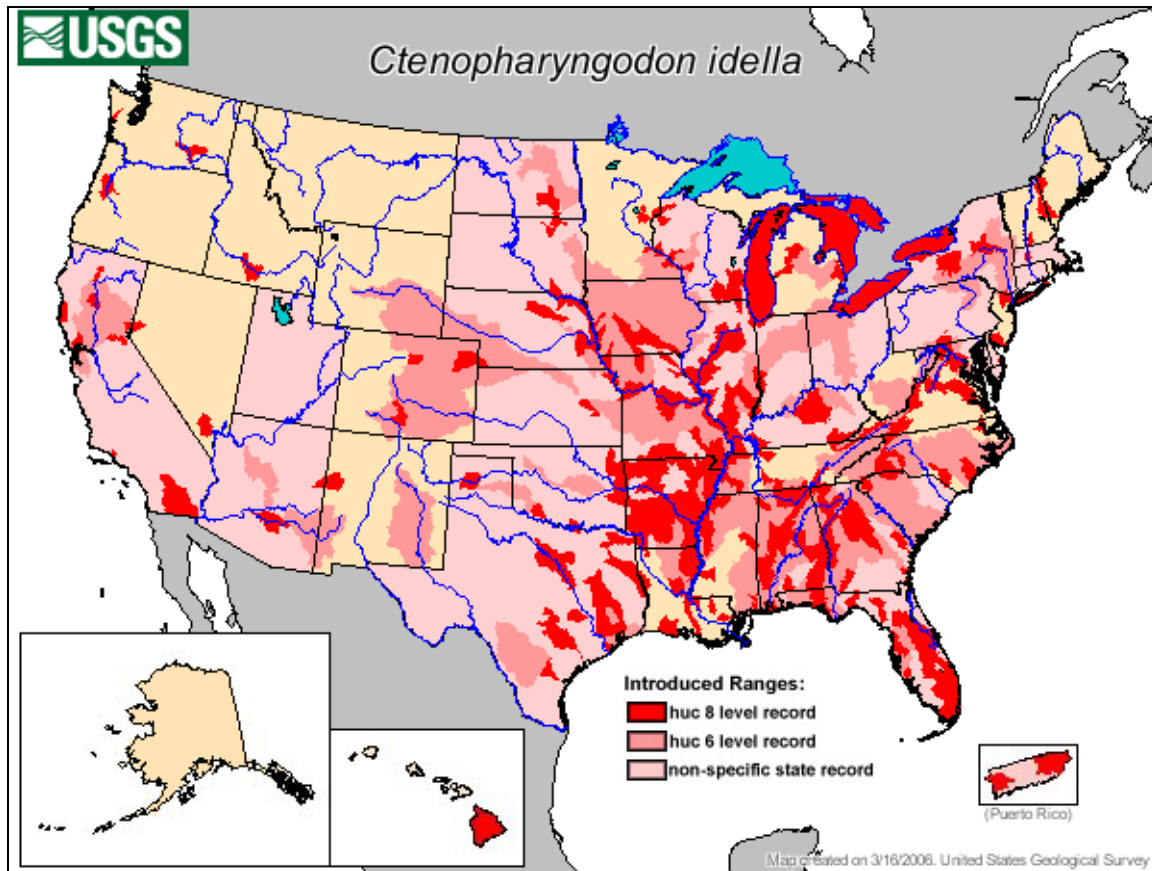 USGS
Ctenopharyngodon idella
Introduced Ranges:
huc 8 level record
huc 6 level record
non-specific state record
(Puerto Rico)
Map created on 3/16/2006. United States Geological Survey